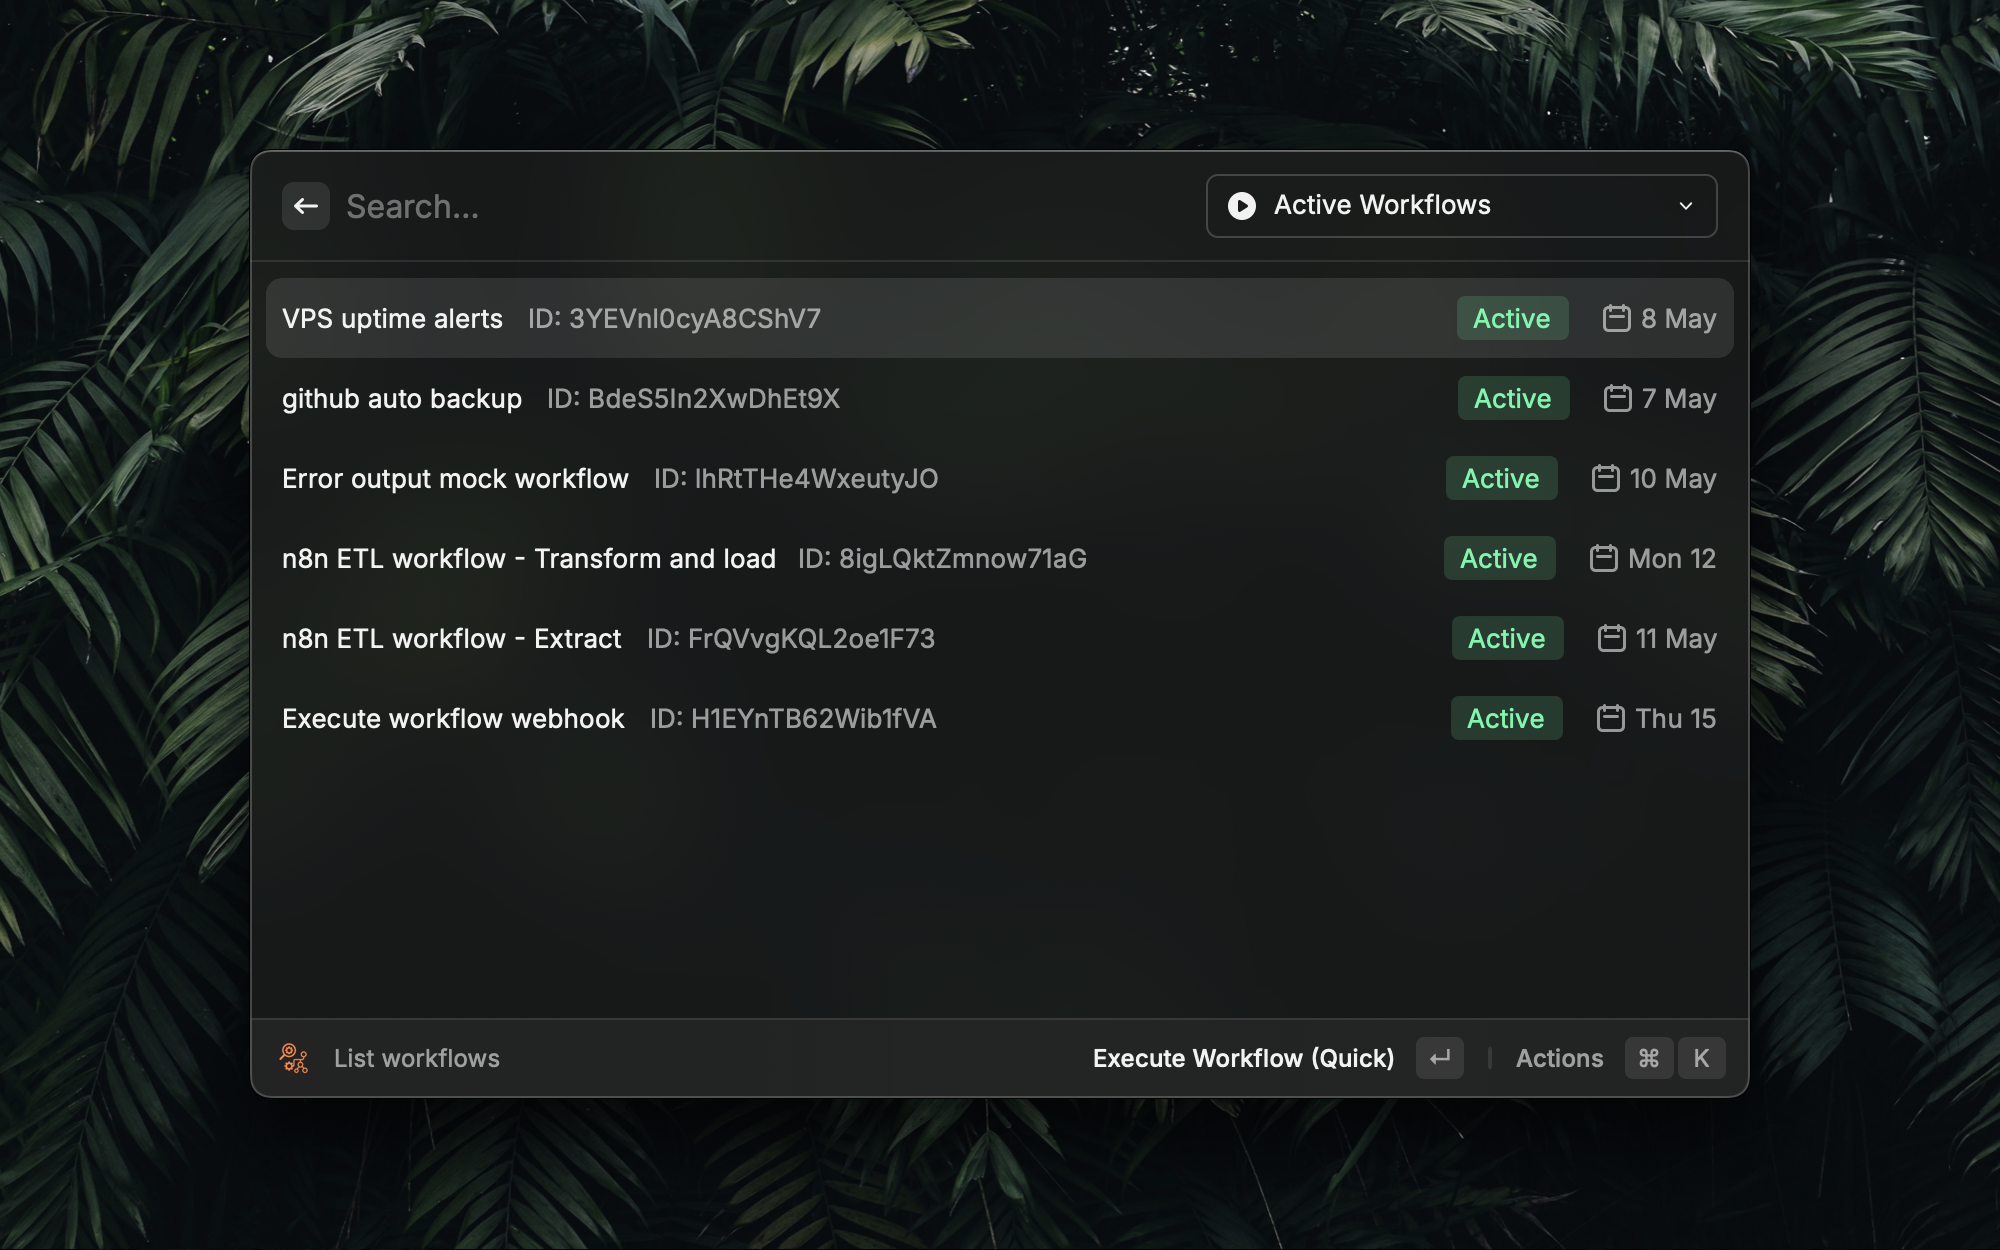 Search...
Active Workflows
VPS uptime alerts ID: 3YEVnl0cyA8CShV7 Active 8 May
github auto backup ID: BdeS5In2XwDhEt9X Active 7 May
Error output mock workflow ID: IhRtTHe4WxeutyJO Active 10 May
n8n ETL workflow - Transform and load ID: 8igLQktZmnow71aG Active Mon 12
n8n ETL workflow - Extract ID: FrQVvgKQL2oe1F73 Active 11 May
Execute workflow webhook ID: H1EYnTB62Wib1fVA Active Thu 15
List workflows Execute Workflow (Quick) ↵ Actions ⌘ K